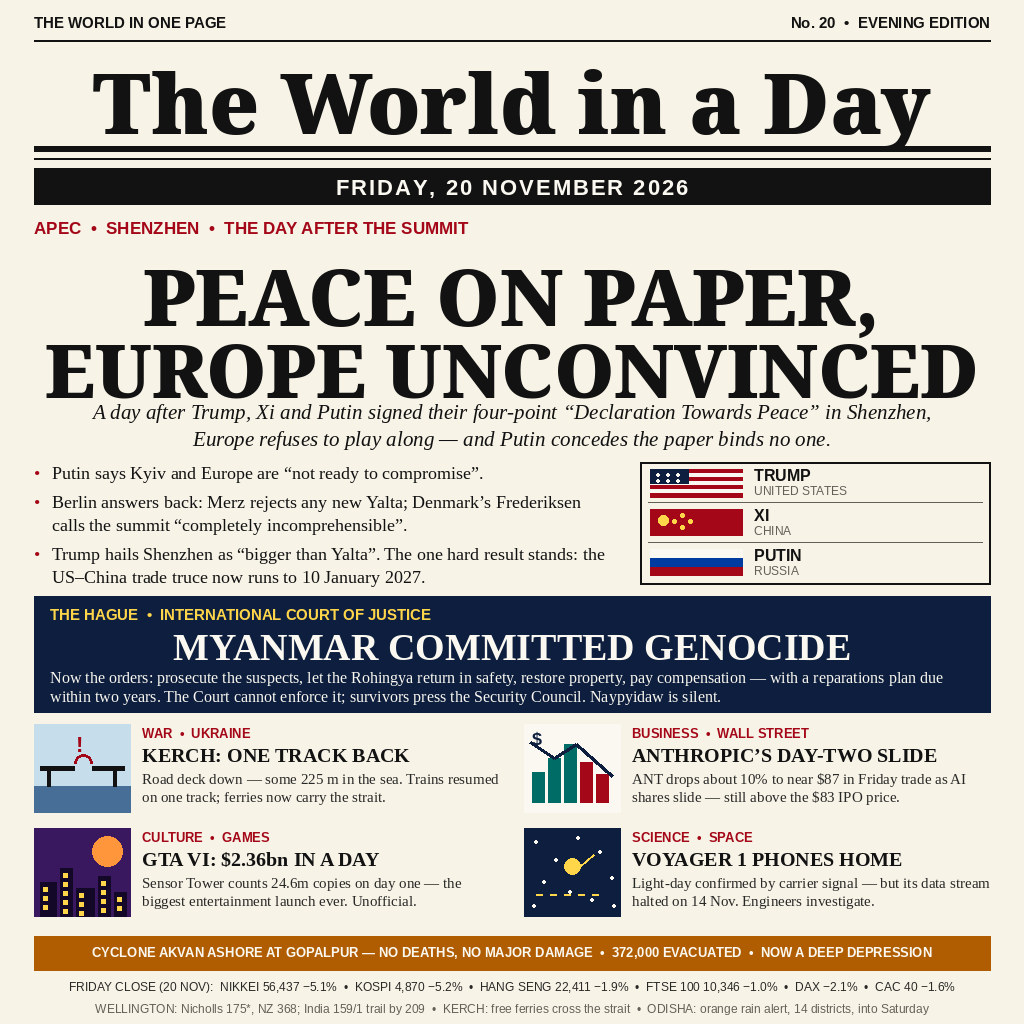 THE WORLD IN ONE PAGE
No. 20 • EVENING EDITION
The World in a Day
FRIDAY, 20 NOVEMBER 2026
APEC • SHENZHEN • THE DAY AFTER THE SUMMIT
PEACE ON PAPER,
EUROPE UNCONVINCED
A day after Trump, Xi and Putin signed their four-point “Declaration Towards Peace” in Shenzhen,
Europe refuses to play along — and Putin concedes the paper binds no one.
• Putin says Kyiv and Europe are “not ready to compromise”.
• Berlin answers back: Merz rejects any new Yalta; Denmark’s Frederiksen
calls the summit “completely incomprehensible”.
• Trump hails Shenzhen as “bigger than Yalta”. The one hard result stands: the
US–China trade truce now runs to 10 January 2027.
TRUMP
UNITED STATES
XI
CHINA
PUTIN
RUSSIA
THE HAGUE • INTERNATIONAL COURT OF JUSTICE
MYANMAR COMMITTED GENOCIDE
Now the orders: prosecute the suspects, let the Rohingya return in safety, restore property, pay compensation — with a reparations plan due
within two years. The Court cannot enforce it; survivors press the Security Council. Naypyidaw is silent.
!
WAR • UKRAINE
KERCH: ONE TRACK BACK
Road deck down — some 225 m in the sea. Trains resumed
on one track; ferries now carry the strait.
$
BUSINESS • WALL STREET
ANTHROPIC’S DAY-TWO SLIDE
ANT drops about 10% to near $87 in Friday trade as AI
shares slide — still above the $83 IPO price.
CULTURE • GAMES
GTA VI: $2.36bn IN A DAY
Sensor Tower counts 24.6m copies on day one — the
biggest entertainment launch ever. Unofficial.
SCIENCE • SPACE
VOYAGER 1 PHONES HOME
Light-day confirmed by carrier signal — but its data stream
halted on 14 Nov. Engineers investigate.
CYCLONE AKVAN ASHORE AT GOPALPUR — NO DEATHS, NO MAJOR DAMAGE • 372,000 EVACUATED • NOW A DEEP DEPRESSION
FRIDAY CLOSE (20 NOV): NIKKEI 56,437 −5.1% • KOSPI 4,870 −5.2% • HANG SENG 22,411 −1.9% • FTSE 100 10,346 −1.0% • DAX −2.1% • CAC 40 −1.6%
WELLINGTON: Nicholls 175*, NZ 368; India 159/1 trail by 209 • KERCH: free ferries cross the strait • ODISHA: orange rain alert, 14 districts, into Saturday